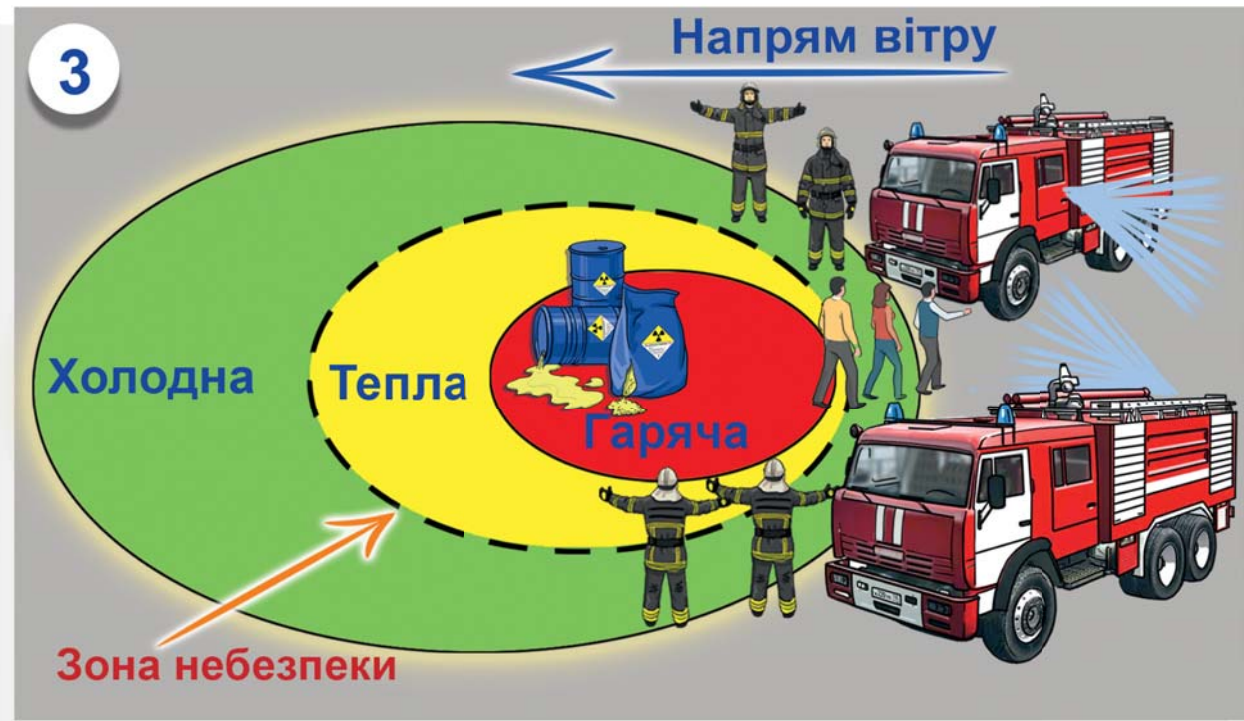 3
Напрям вітру
Холодна
Тепла
Гаряча
Зона небезпеки